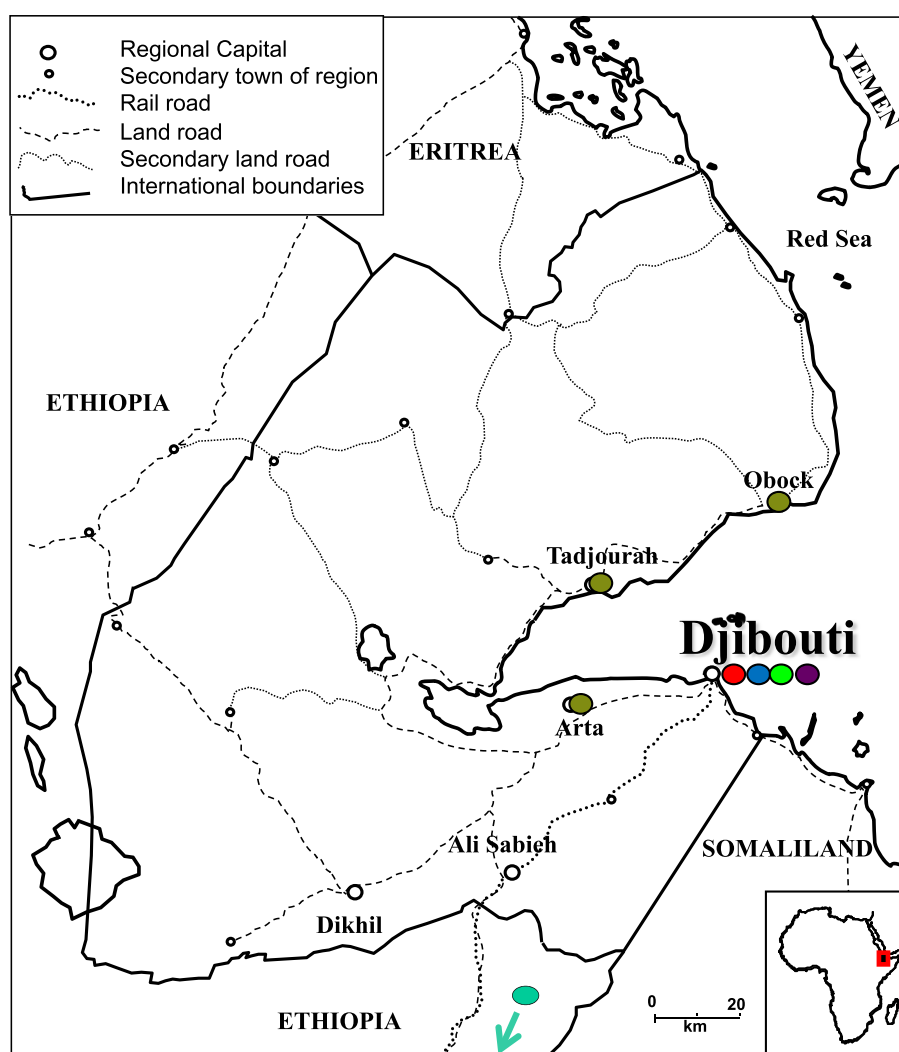 Regional Capital
Secondary town of region
Rail road
Land road
Secondary land road
International boundaries
YEMEN
ERITREA
Red Sea
ETHIOPIA
Obock
Tadjourah
Djibouti
Arta
Ali Sabieh
SOMALILAND
Dikhil
ETHIOPIA
0 20
km